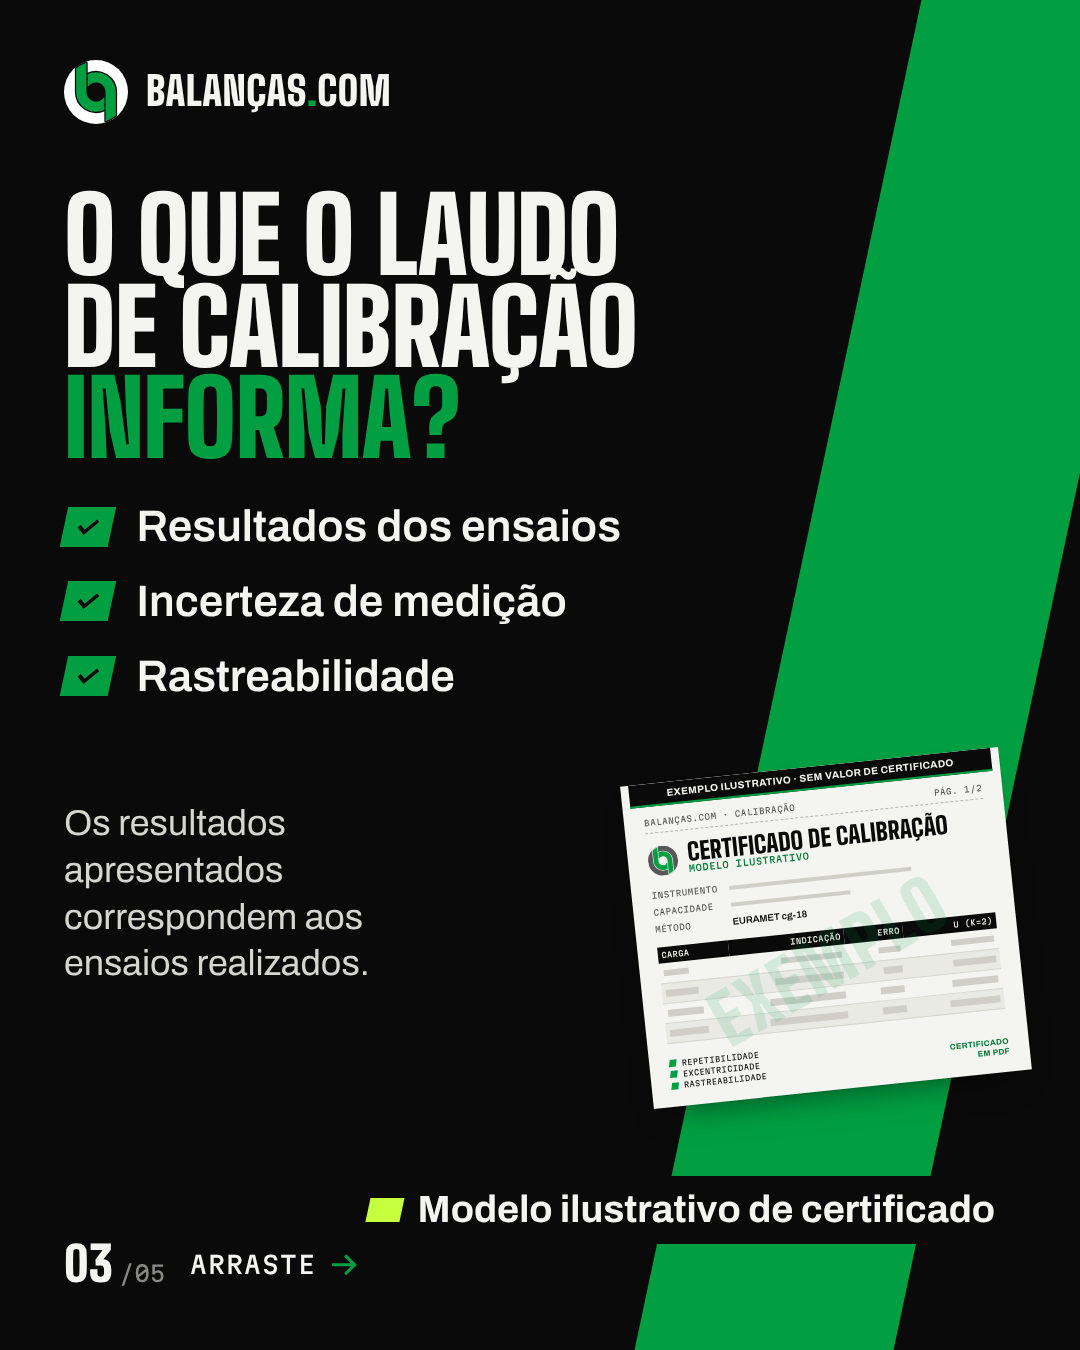 BALANÇAS.COM
O QUE O LAUDO
DE CALIBRAÇÃO
INFORMA?
Resultados dos ensaios
Incerteza de medição
Rastreabilidade
Os resultados
apresentados
correspondem aos
ensaios realizados.
EXEMPLO ILUSTRATIVO · SEM VALOR DE CERTIFICADO
BALANÇAS.COM · CALIBRAÇÃO PÁG. 1/2
CERTIFICADO DE CALIBRAÇÃO
MODELO ILUSTRATIVO
INSTRUMENTO
CAPACIDADE
MÉTODO EURAMET cg-18
CARGA INDICAÇÃO ERRO U (K=2)
EXEMPLO
REPETIBILIDADE
EXCENTRICIDADE
RASTREABILIDADE
CERTIFICADO
EM PDF
Modelo ilustrativo de certificado
03 /05 ARRASTE →